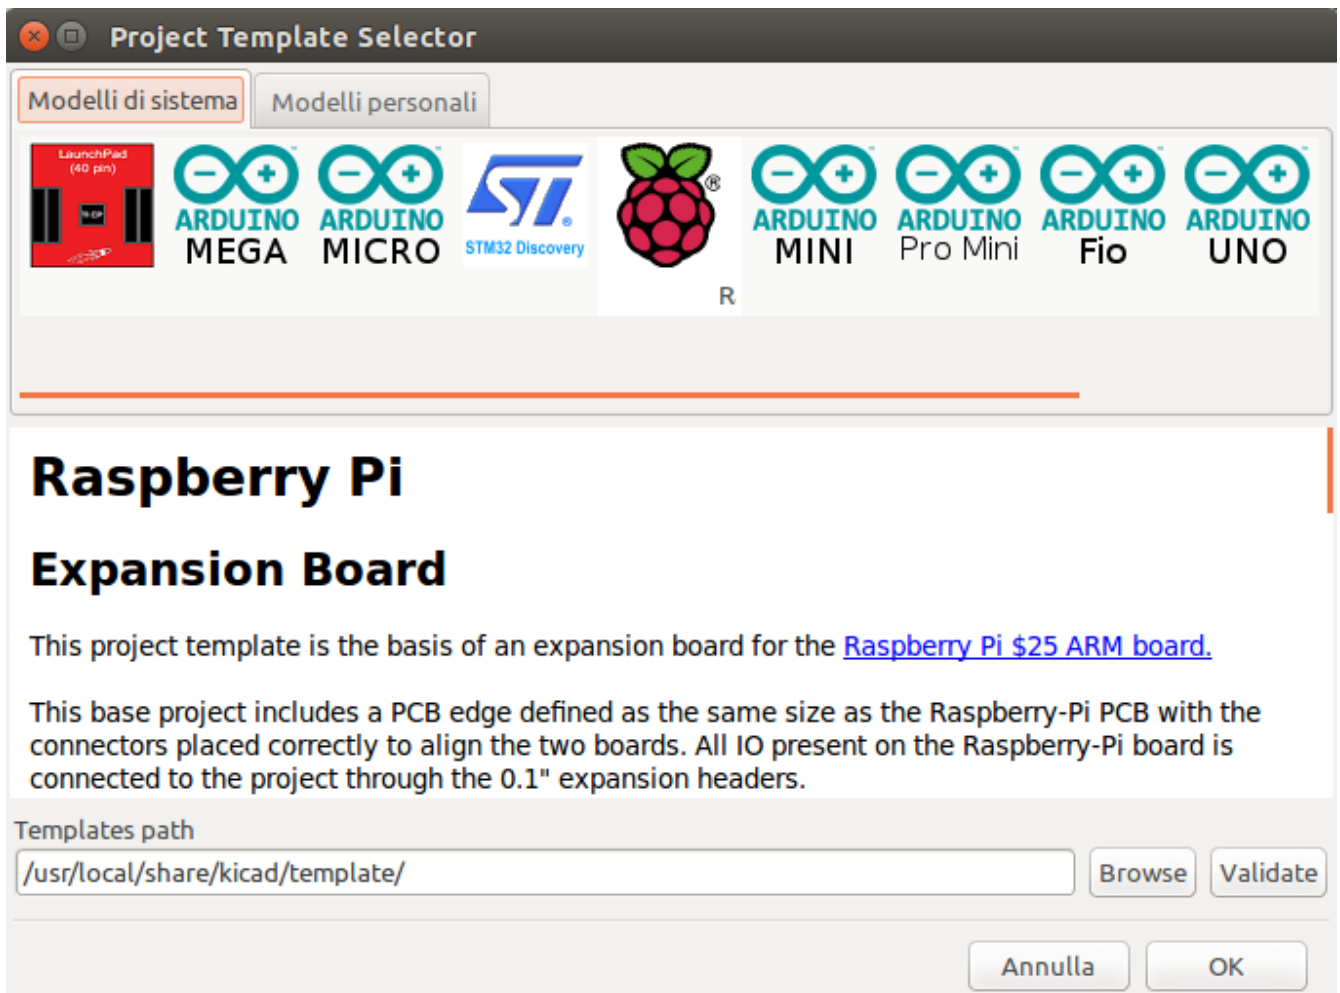 Project Template Selector
Modelli di sistema
Modelli personali
LaunchPad
(40 pin)
ARDUINO
MEGA
ARDUINO
MICRO
ST
STM32 Discovery
®
ARDUINO
MINI
ARDUINO
Pro Mini
ARDUINO
Fio
ARDUINO
UNO
R
Raspberry Pi
Expansion Board
This project template is the basis of an expansion board for the Raspberry Pi $25 ARM board.
This base project includes a PCB edge defined as the same size as the Raspberry-Pi PCB with the
connectors placed correctly to align the two boards. All IO present on the Raspberry-Pi board is
connected to the project through the 0.1" expansion headers.
Templates path
/usr/local/share/kicad/template/
Browse
Validate
Annulla
OK